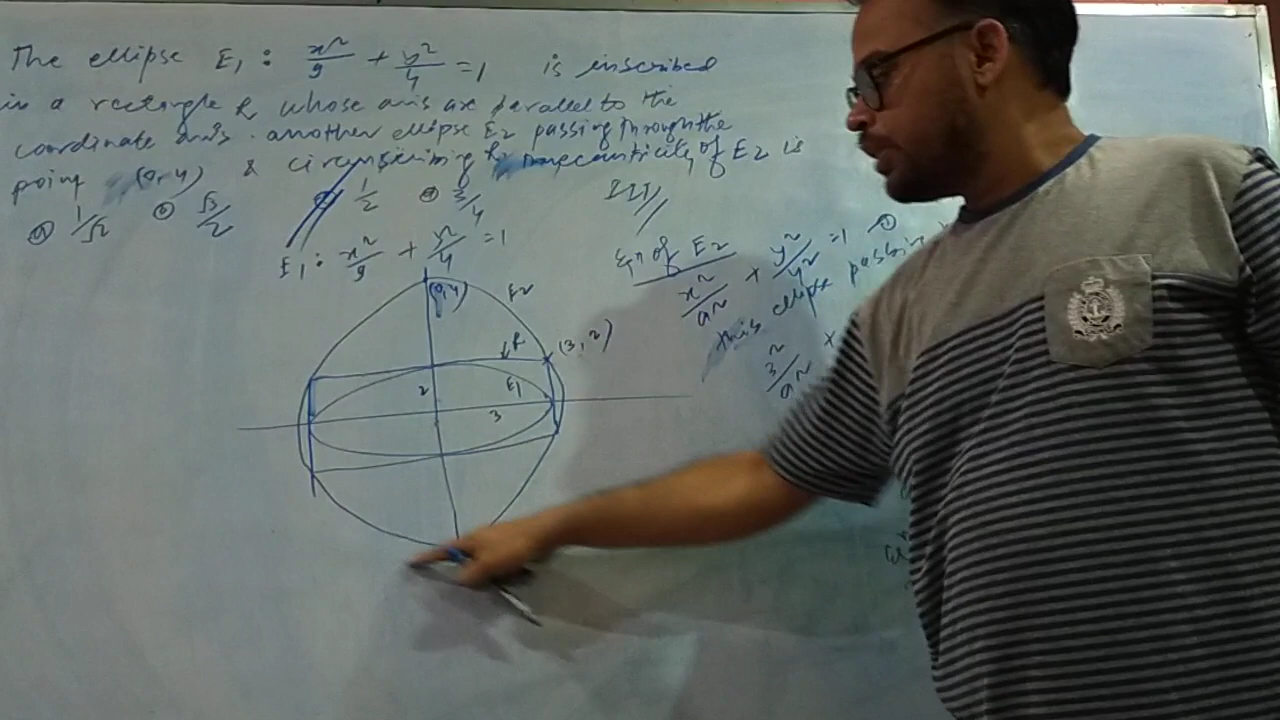 The ellipse E₁ : x²/9 + y²/4 = 1 is inscribed
in a rectangle R whose axis are parallel to the
coordinate axis. another ellipse E₂ passing through the
point (0,4) & circumscribing R eccentricity of E₂ is
1/√2 √3/2 1/2 3/4 IIT//
E₁ : x²/9 + y²/4 = 1
Eqn of E₂
x²/a² + y²/4² = 1 ①
this ellipse passing
3²/a² +
(0,4) E₂
R (3,2)
2 E₁
3